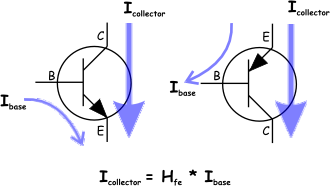 Icollector
Icollector
C
E
B
B
Ibase
Ibase
E
C
Icollector = Hfe * Ibase